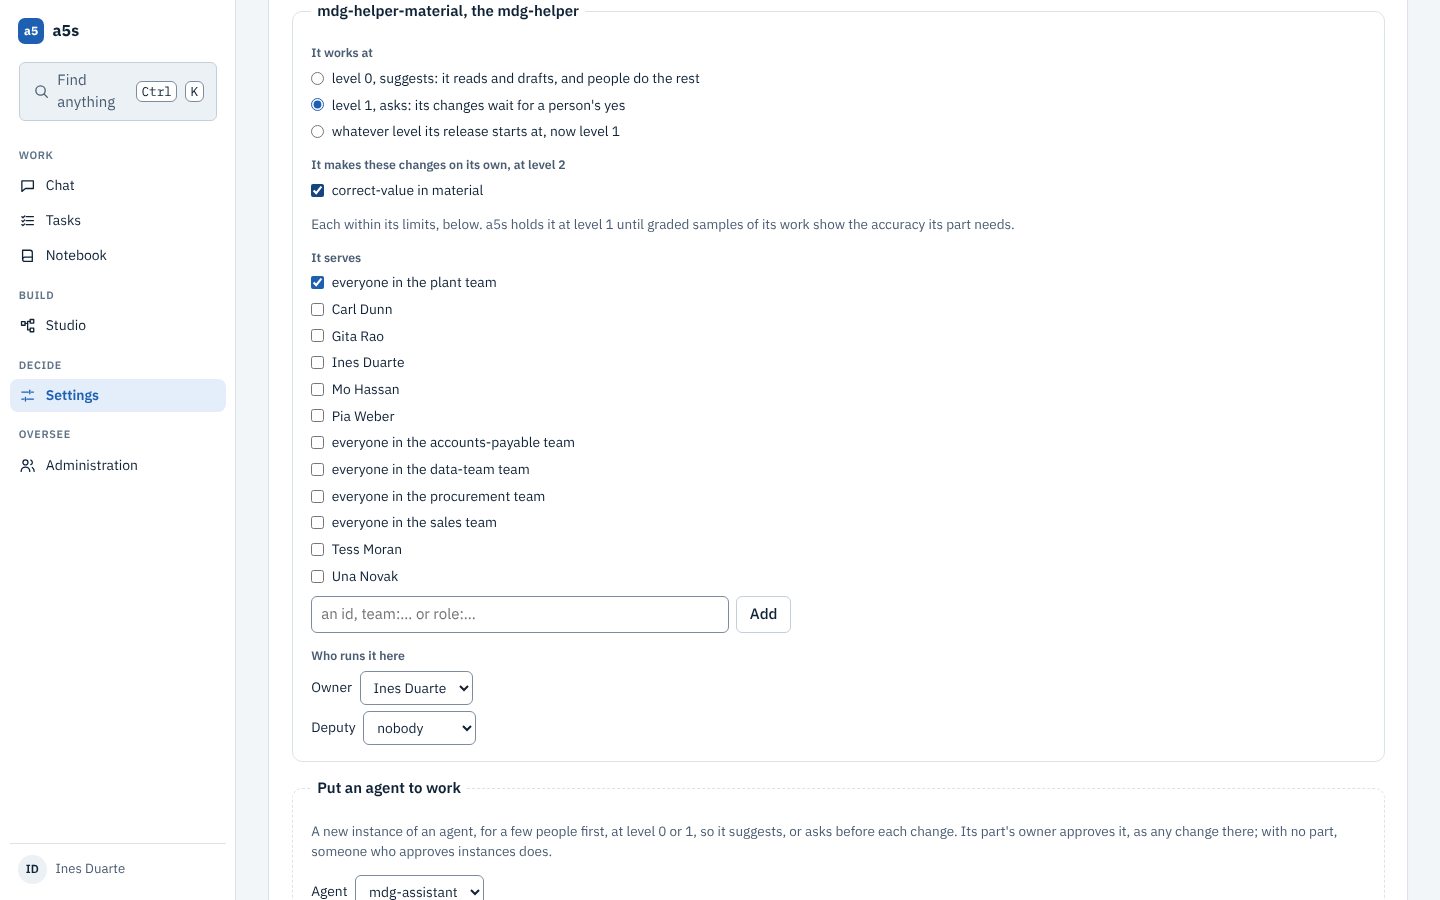 a5 a5s
Find
anything
Ctrl K
WORK
Chat
Tasks
Notebook
BUILD
Studio
DECIDE
Settings
OVERSEE
Administration
ID Ines Duarte
mdg-helper-material, the mdg-helper
It works at
level 0, suggests: it reads and drafts, and people do the rest
level 1, asks: its changes wait for a person's yes
whatever level its release starts at, now level 1
It makes these changes on its own, at level 2
correct-value in material
Each within its limits, below. a5s holds it at level 1 until graded samples of its work show the accuracy its part needs.
It serves
everyone in the plant team
Carl Dunn
Gita Rao
Ines Duarte
Mo Hassan
Pia Weber
everyone in the accounts-payable team
everyone in the data-team team
everyone in the procurement team
everyone in the sales team
Tess Moran
Una Novak
an id, team:... or role:... Add
Who runs it here
Owner Ines Duarte
Deputy nobody
Put an agent to work
A new instance of an agent, for a few people first, at level 0 or 1, so it suggests, or asks before each change. Its part's owner approves it, as any change there; with no part,
someone who approves instances does.
Agent mdg-assistant